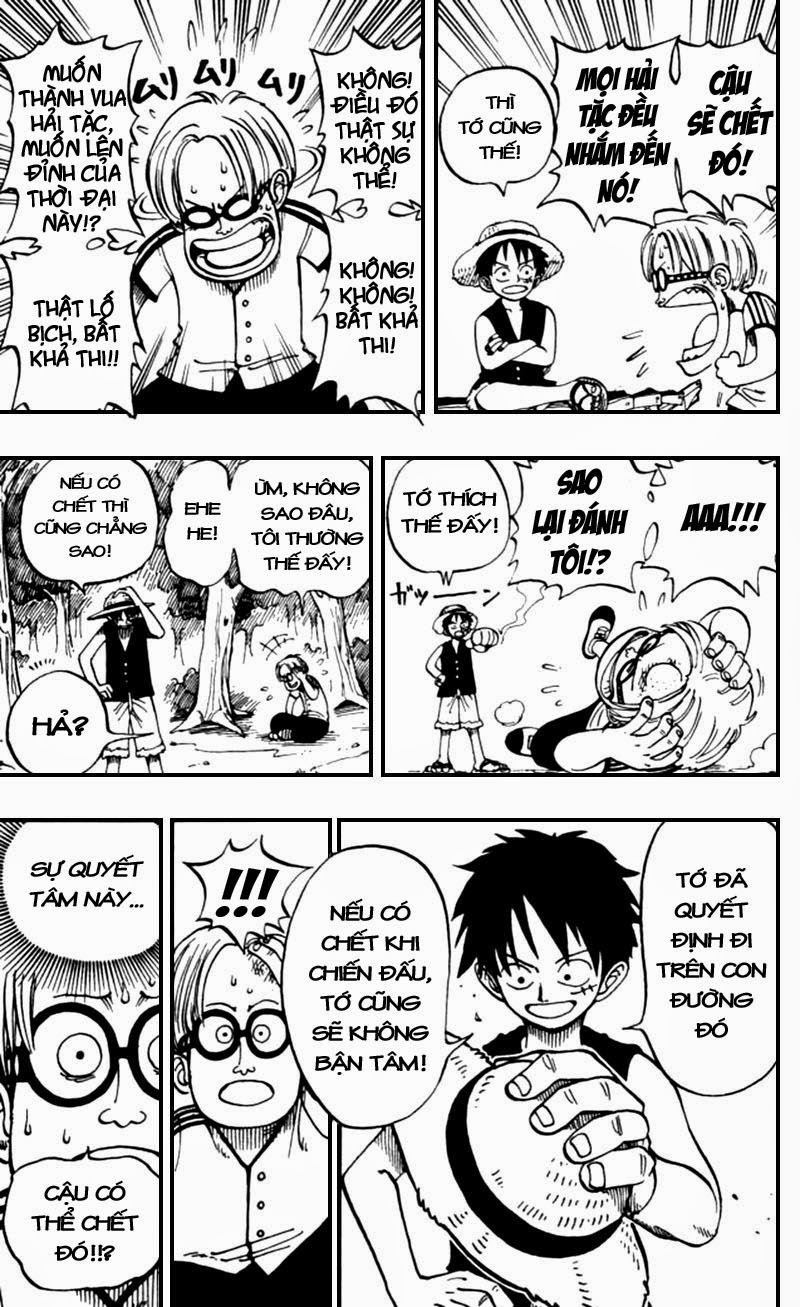 CẬU
SẼ CHẾT
ĐÓ!
MỌI HẢI
TẶC ĐỀU
NHẮM ĐẾN
NÓ!
THÌ
TỚ CŨNG
THẾ!
KHÔNG!
ĐIỀU ĐÓ
THẬT SỰ
KHÔNG
THỂ!
KHÔNG!
KHÔNG!
BẤT KHẢ
THI!
ムリ ムリ ムリ
MUỐN
THÀNH VUA
HẢI TẶC,
MUỐN LÊN
ĐỈNH CỦA
THỜI ĐẠI
NÀY!?
THẬT LỐ
BỊCH, BẤT
KHẢ THI!!
AAA!!!
SAO
LẠI ĐÁNH
TÔI!?
TỚ THÍCH
THẾ ĐẤY!
ガツーーン
ỪM, KHÔNG
SAO ĐÂU,
TÔI THƯỜNG
THẾ ĐẤY!
EHE
HE!
NẾU CÓ
CHẾT THÌ
CŨNG CHẲNG
SAO!
HẢ?
TỚ ĐÃ
QUYẾT
ĐỊNH ĐI
TRÊN CON
ĐƯỜNG
ĐÓ
NẾU CÓ
CHẾT KHI
CHIẾN ĐẤU,
TỚ CŨNG
SẼ KHÔNG
BẬN TÂM!
!!!
SỰ QUYẾT
TÂM NÀY...
CẬU CÓ
THỂ CHẾT
ĐÓ!!?